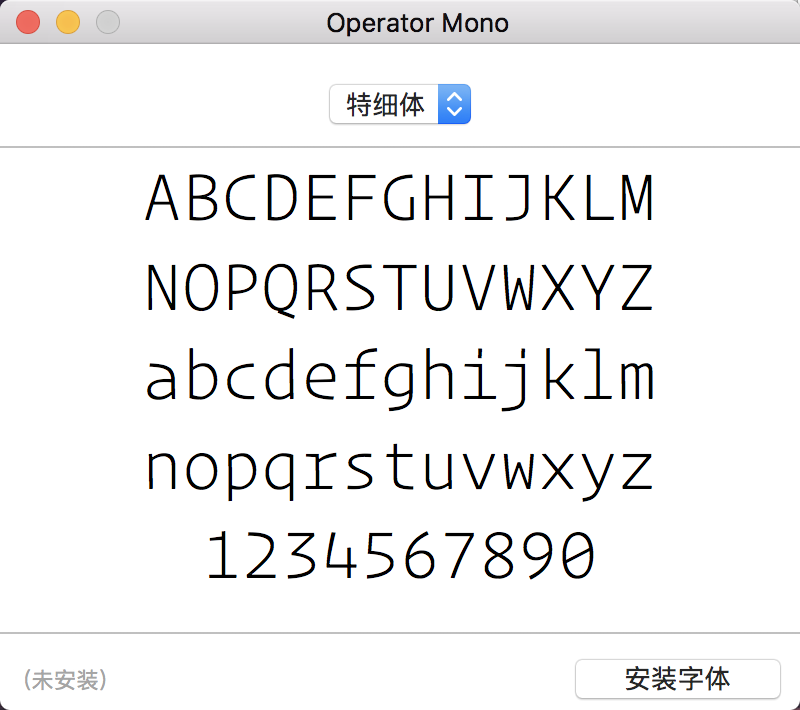 Operator Mono
特细体
ABCDEFGHIJKLM
NOPQRSTUVWXYZ
abcdefghijklm
nopqrstuvwxyz
1234567890
(未安装)
安装字体